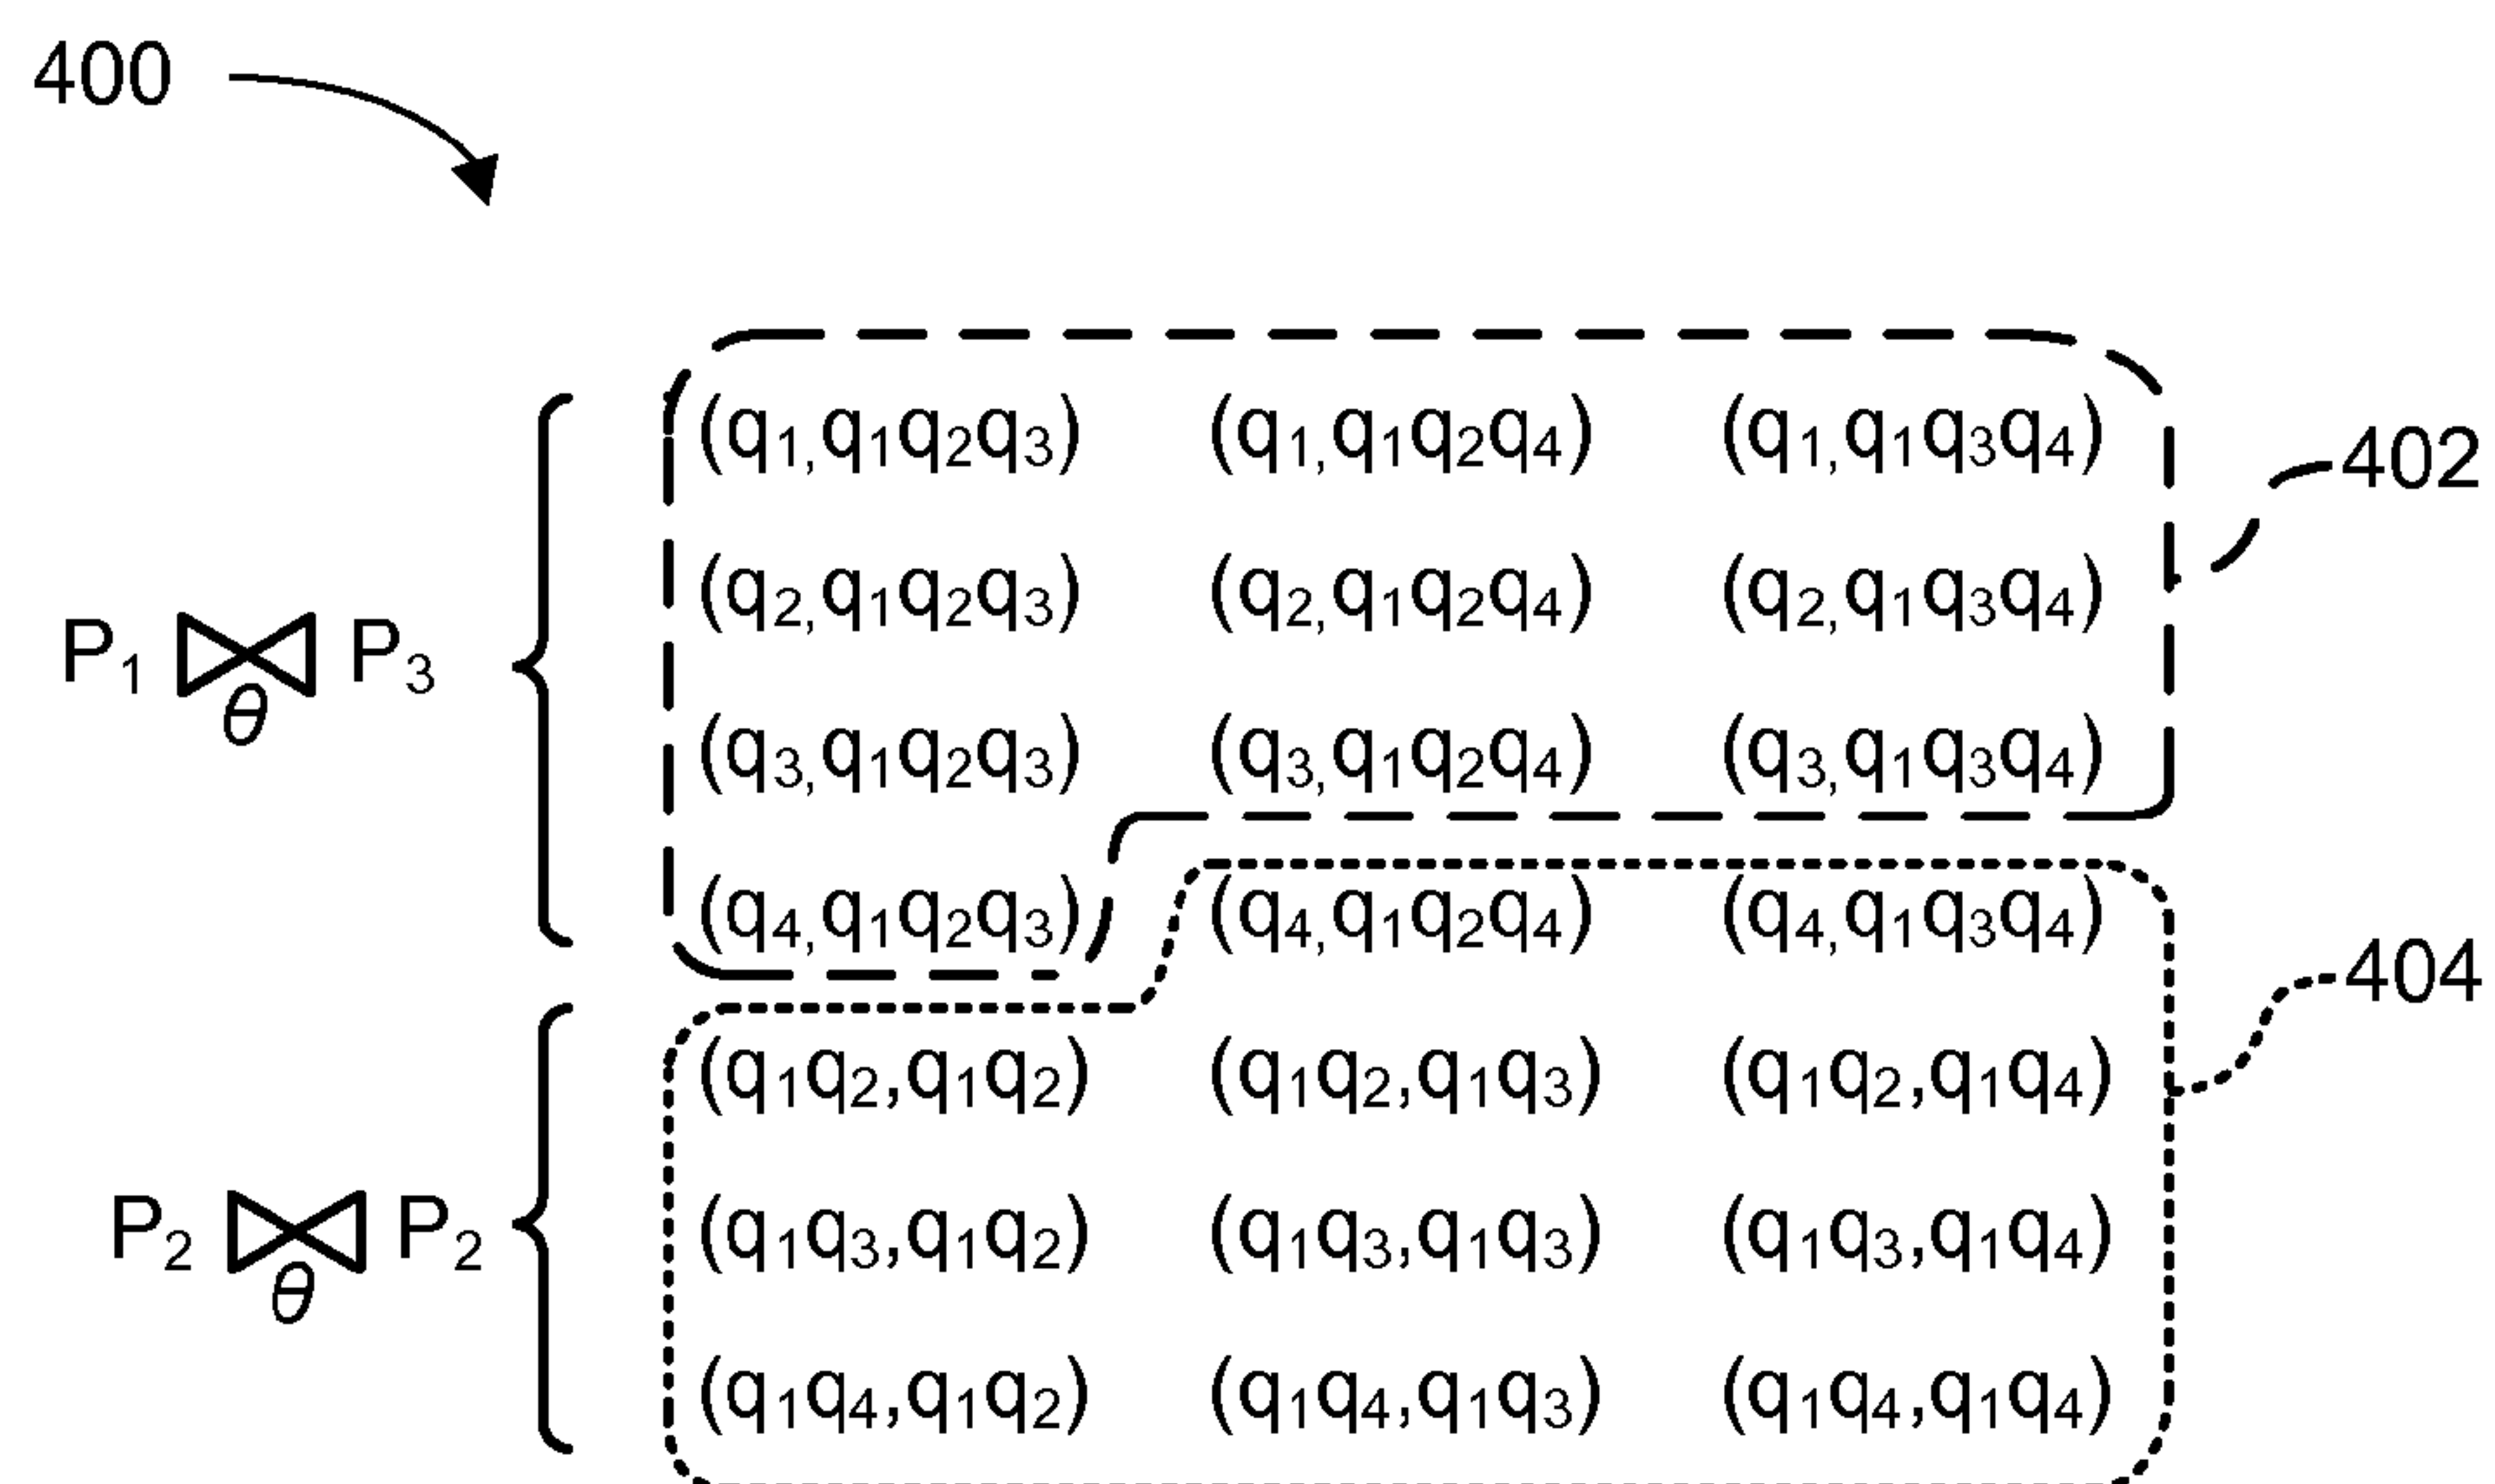 400
(q₁,q₁q₂q₃) (q₁,q₁q₂q₄) (q₁,q₁q₃q₄)
402
(q₂,q₁q₂q₃) (q₂,q₁q₂q₄) (q₂,q₁q₃q₄)
P₁ ⋈ P₃
θ
(q₃,q₁q₂q₃) (q₃,q₁q₂q₄) (q₃,q₁q₃q₄)
(q₄,q₁q₂q₃) (q₄,q₁q₂q₄) (q₄,q₁q₃q₄)
404
(q₁q₂,q₁q₂) (q₁q₂,q₁q₃) (q₁q₂,q₁q₄)
P₂ ⋈ P₂
θ
(q₁q₃,q₁q₂) (q₁q₃,q₁q₃) (q₁q₃,q₁q₄)
(q₁q₄,q₁q₂) (q₁q₄,q₁q₃) (q₁q₄,q₁q₄)